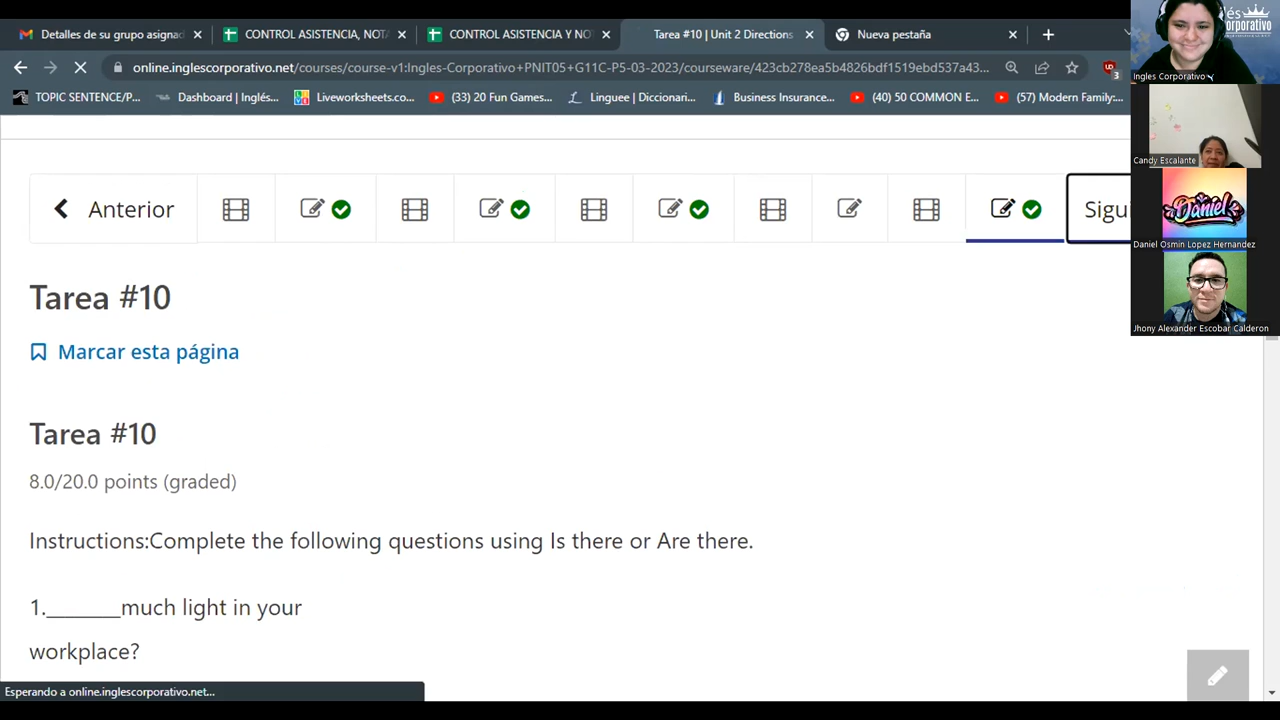 Detalles de su grupo asignad
CONTROL ASISTENCIA, NOTA
CONTROL ASISTENCIA Y NO
Tarea #10 | Unit 2 Directions
Nueva pestaña
online.inglescorporativo.net/courses/course-v1:Ingles-Corporativo+PNIT05+G11C-P5-03-2023/courseware/423cb278ea5b4826bdf1519ebd537a43...
3
TOPIC SENTENCE/P...
Dashboard | Inglés...
Liveworksheets.co...
(33) 20 Fun Games...
Linguee | Diccionari...
Business Insurance...
(40) 50 COMMON E...
(57) Modern Family:...
és
corporativo
Ingles Corporativo
Candy Escalante
Daniel
Daniel Osmin Lopez Hernandez
Jhony Alexander Escobar Calderon
Anterior
Sigu
Tarea #10
Marcar esta página
Tarea #10
8.0/20.0 points (graded)
Instructions:Complete the following questions using Is there or Are there.
1.________much light in your
workplace?
Esperando a online.inglescorporativo.net...